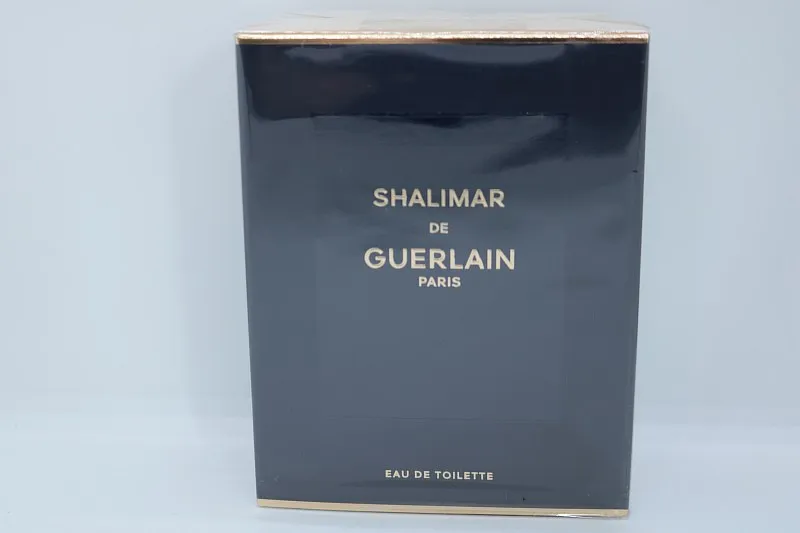 SHALIMAR
DE
GUERLAIN
PARIS
EAU DE TOILETTE